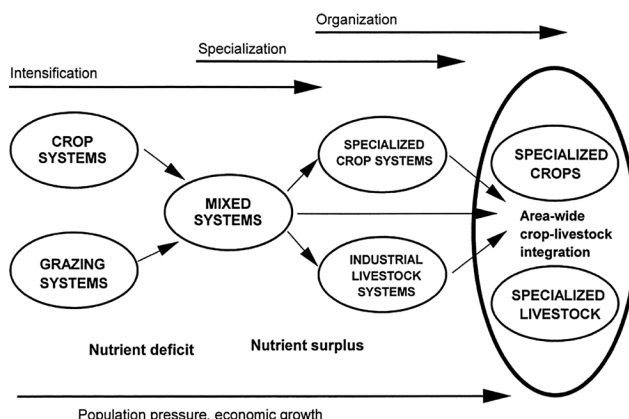 Organization
Specialization
Intensification
CROP
SYSTEMS
SPECIALIZED
CROP SYSTEMS
SPECIALIZED
CROPS
MIXED
SYSTEMS
Area-wide
crop-livestock
integration
GRAZING
SYSTEMS
INDUSTRIAL
LIVESTOCK
SYSTEMS
SPECIALIZED
LIVESTOCK
Nutrient deficit
Nutrient surplus
Population pressure, economic growth